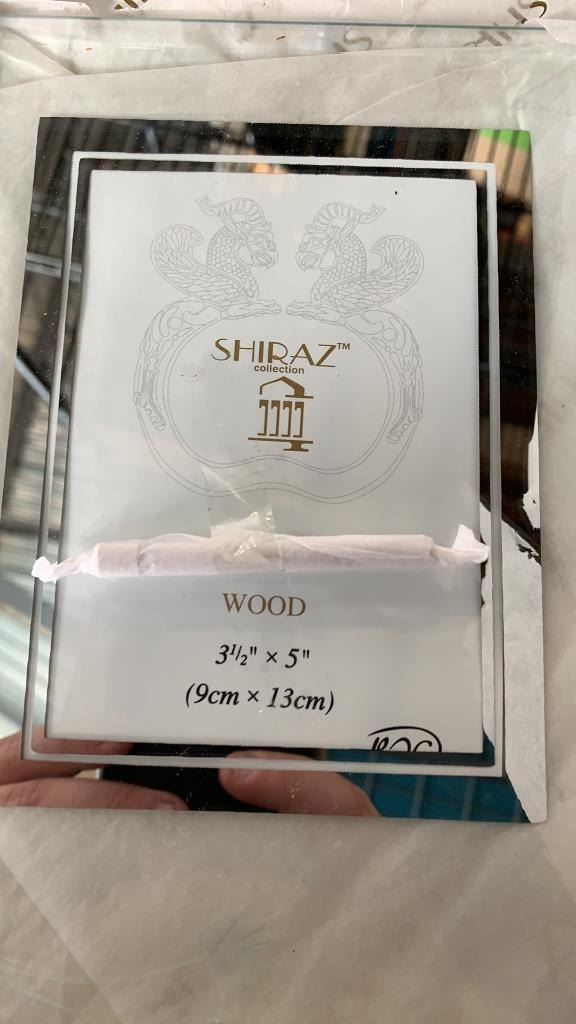 SHIRAZ™
collection
WOOD
3½" × 5"
(9cm × 13cm)